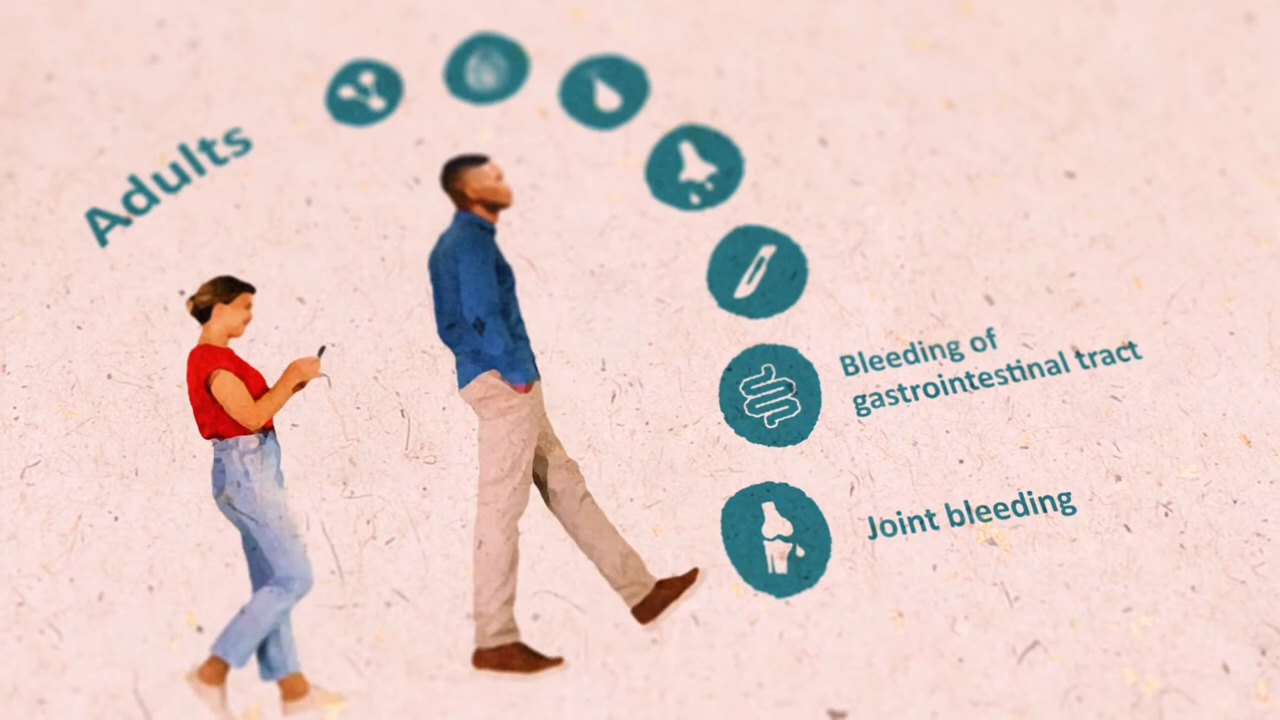 Adults
Bleeding of
gastrointestinal tract
Joint bleeding